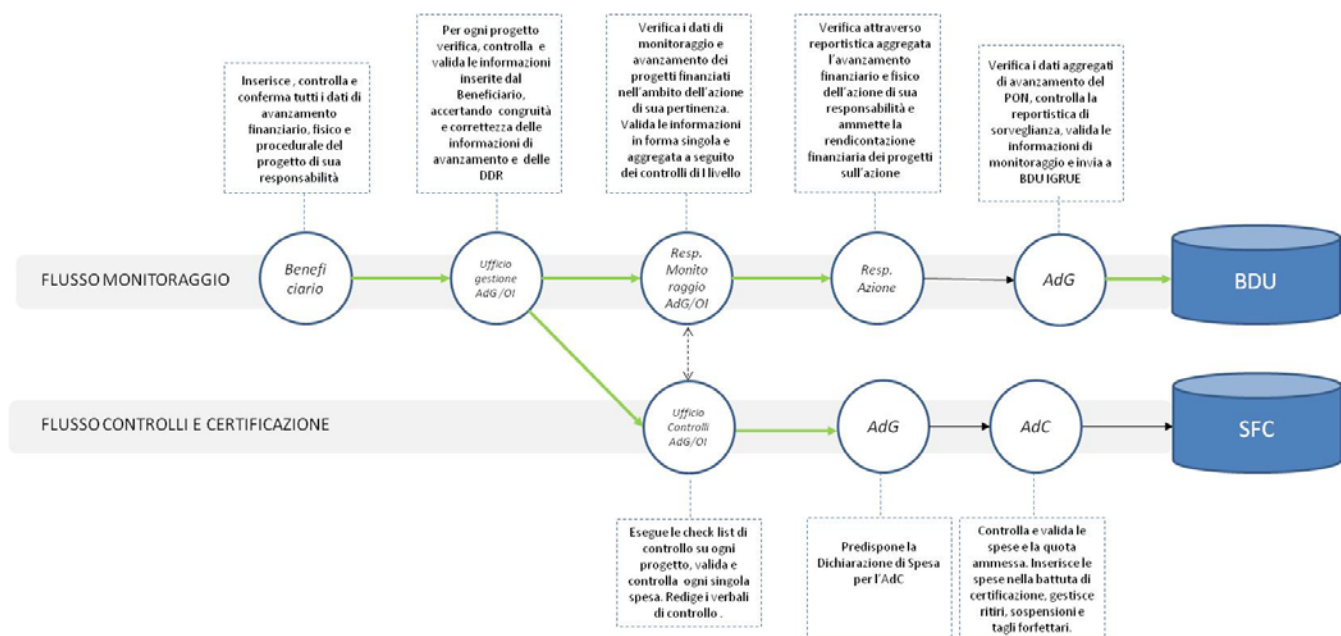 Inserisce , controlla e
conferma tutti i dati di
avanzamento
finanziario, fisico e
procedurale del
progetto di sua
responsabilità
Per ogni progetto
verifica, controlla e
valida le informazioni
inserite dal
Beneficiario,
accertando congruità
e correttezza delle
informazioni di
avanzamento e delle
DDR
Verifica i dati di
monitoraggio e
avanzamento dei
progetti finanziati
nell'ambito dell'azione
di sua pertinenza.
Valida le informazioni
in forma singola e
aggregata a seguito
dei controlli di I livello
Verifica attraverso
reportistica aggregata
l'avanzamento
finanziario e fisico
dell'azione di sua
responsabilità e
ammette la
rendicontazione
finanziaria dei progetti
sull'azione
Verifica i dati aggregati
di avanzamento del
PON, controlla la
reportistica di
sorveglianza, valida le
informazioni di
monitoraggio e invia a
BDU IGRUE
FLUSSO MONITORAGGIO
Benefi
ciario
Ufficio
gestione
AdG /OI
Resp.
Monito
raggio
AdG/OI
Resp.
Azione
AdG
BDU
FLUSSO CONTROLLI E CERTIFICAZIONE
Ufficio
Controlli
AdG/OI
AdG
AdC
SFC
Esegue le check list di
controllo su ogni
progetto, valida e
controlla ogni singola
spesa. Redige i verbali
di controllo .
Predispone la
Dichiarazione di Spesa
per l'AdC
Controlla e valida le
spese e la quota
ammessa. Inserisce le
spese nella battuta di
certificazione, gestisce
ritiri, sospensioni e
tagli forfettari.